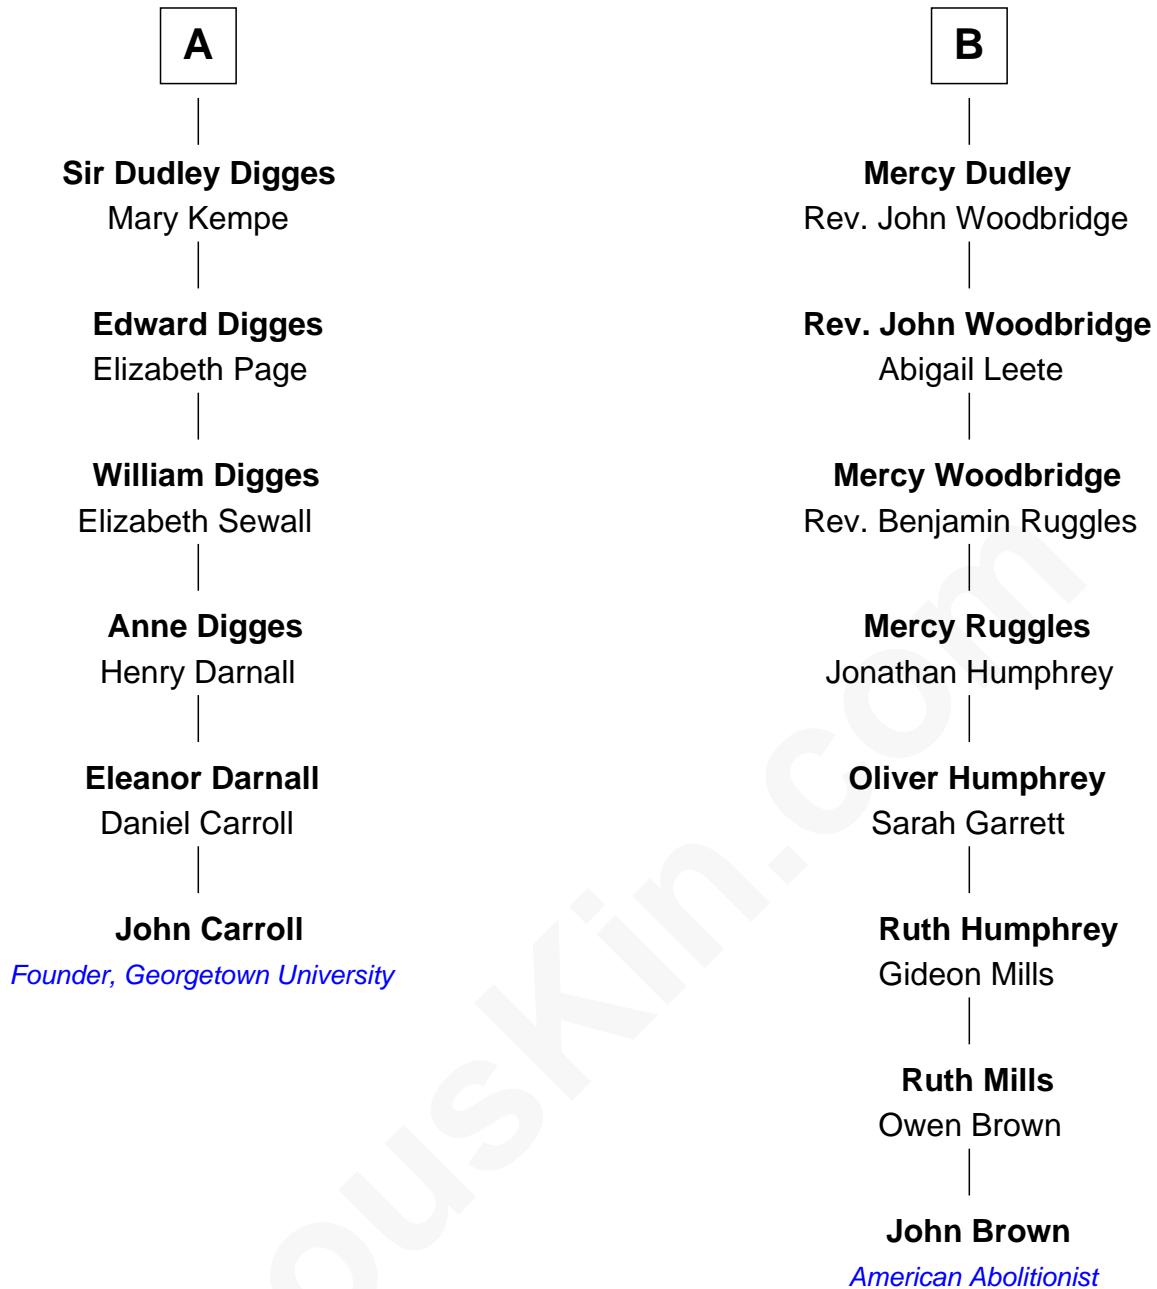 A
Sir Dudley Digges
Mary Kempe
Edward Digges
Elizabeth Page
William Digges
Elizabeth Sewall
Anne Digges
Henry Darnall
Eleanor Darnall
Daniel Carroll
John Carroll
Founder, Georgetown University
B
Mercy Dudley
Rev. John Woodbridge
Rev. John Woodbridge
Abigail Leete
Mercy Woodbridge
Rev. Benjamin Ruggles
Mercy Ruggles
Jonathan Humphrey
Oliver Humphrey
Sarah Garrett
Ruth Humphrey
Gideon Mills
Ruth Mills
Owen Brown
John Brown
American Abolitionist
ouskin.com